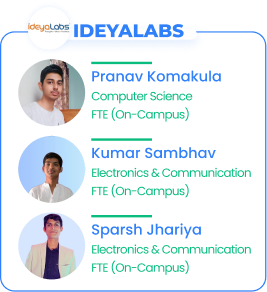 ideyaLabs
IDEYALABS
Pranav Komakula
Computer Science
FTE (On-Campus)
Kumar Sambhav
Electronics & Communication
FTE (On-Campus)
Sparsh Jhariya
Electronics & Communication
FTE (On-Campus)